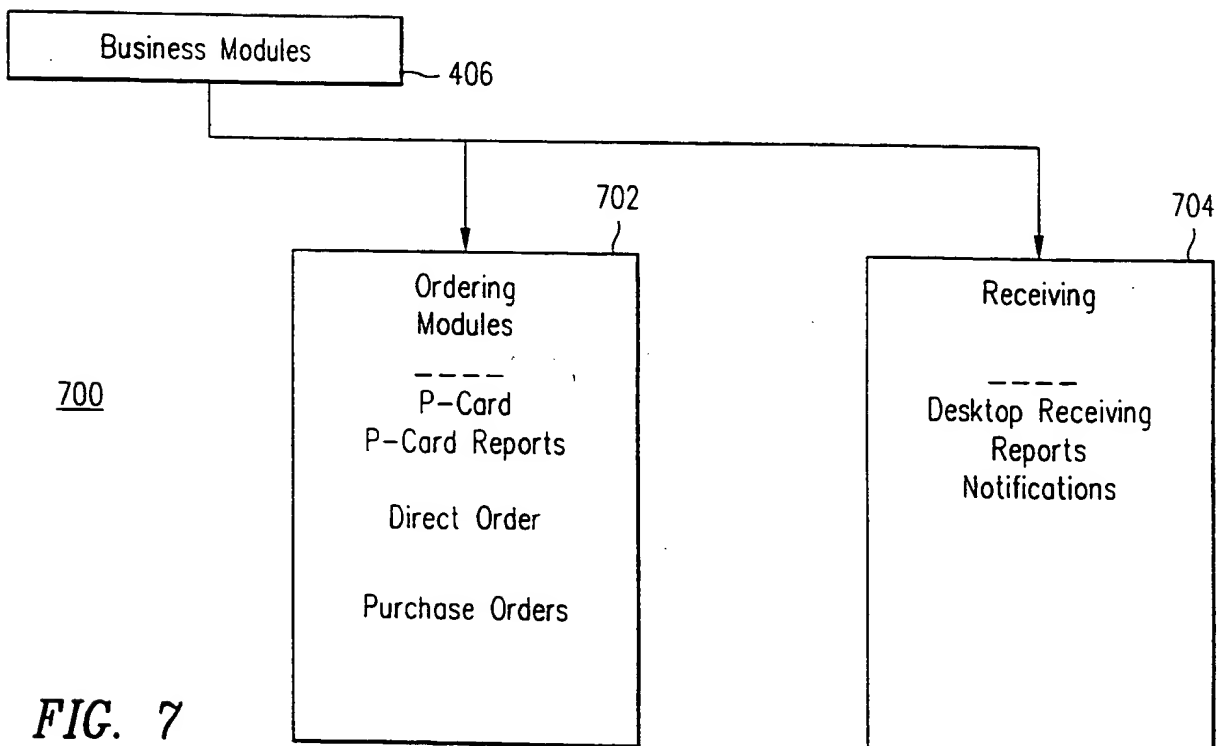 Business Modules
406
702
704
Ordering
Modules
----
P-Card
P-Card Reports
Direct Order
Purchase Orders
Receiving
----
Desktop Receiving
Reports
Notifications
700
FIG. 7